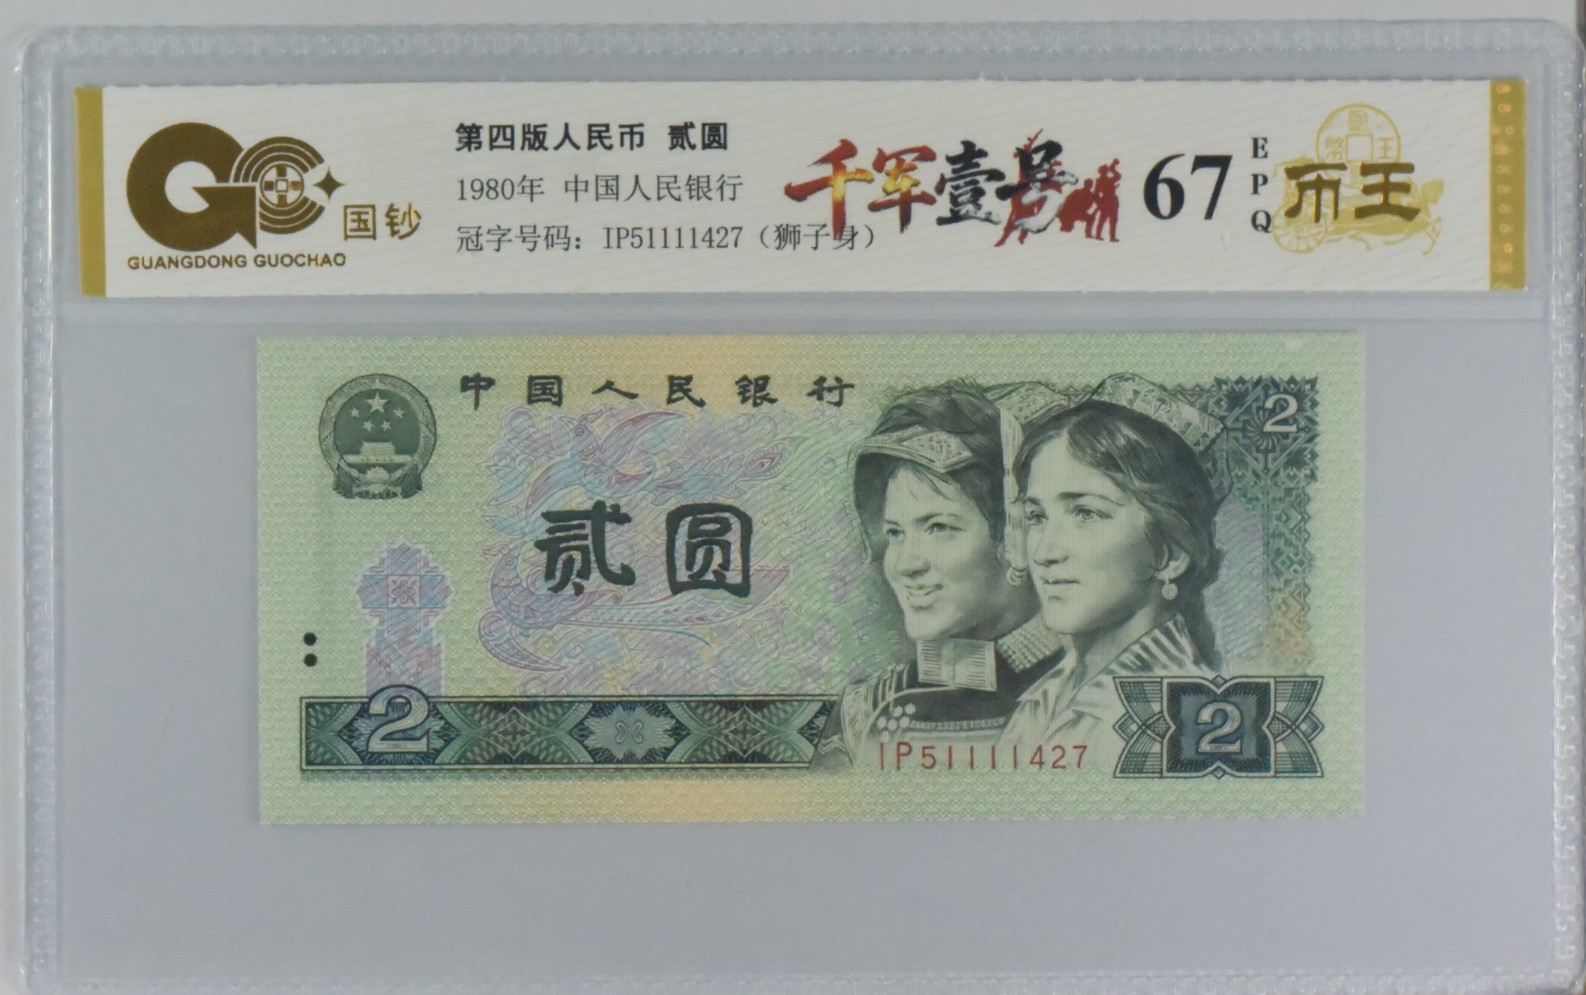 国钞
GUANGDONG GUOCHAO
第四版人民币 贰圆
1980年 中国人民银行
冠字号码：IP51111427（狮子身）
千军壹号
67
EPQ
币王
中国人民银行
2
贰圆
2
2
IP51111427